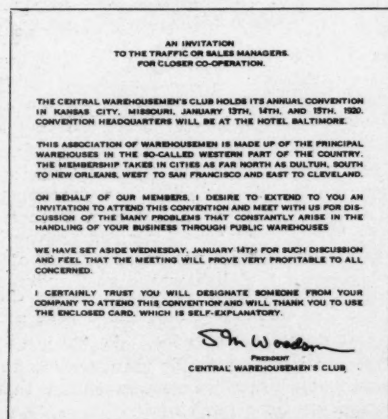 AN INVITATION
TO THE TRAFFIC OR SALES MANAGERS.
FOR CLOSER CO-OPERATION.
THE CENTRAL WAREHOUSEMEN'S CLUB HOLDS ITS ANNUAL CONVENTION
IN KANSAS CITY, MISSOURI, JANUARY 13TH, 14TH, AND 15TH, 1920.
CONVENTION HEADQUARTERS WILL BE AT THE HOTEL BALTIMORE.
THIS ASSOCIATION OF WAREHOUSEMEN IS MADE UP OF THE PRINCIPAL
WAREHOUSES IN THE SO-CALLED WESTERN PART OF THE COUNTRY.
THE MEMBERSHIP TAKES IN CITIES AS FAR NORTH AS DULTUH, SOUTH
TO NEW ORLEANS, WEST TO SAN FRANCISCO AND EAST TO CLEVELAND.
ON BEHALF OF OUR MEMBERS, I DESIRE TO EXTEND TO YOU AN
INVITATION TO ATTEND THIS CONVENTION AND MEET WITH US FOR DIS-
CUSSION OF THE MANY PROBLEMS THAT CONSTANTLY ARISE IN THE
HANDLING OF YOUR BUSINESS THROUGH PUBLIC WAREHOUSES
WE HAVE SET ASIDE WEDNESDAY, JANUARY 14TH FOR SUCH DISCUSSION
AND FEEL THAT THE MEETING WILL PROVE VERY PROFITABLE TO ALL
CONCERNED.
I CERTAINLY TRUST YOU WILL DESIGNATE SOMEONE FROM YOUR
COMPANY TO ATTEND THIS CONVENTION AND WILL THANK YOU TO USE
THE ENCLOSED CARD, WHICH IS SELF-EXPLANATORY.
S M Woodson
PRESIDENT
CENTRAL WAREHOUSEMEN'S CLUB